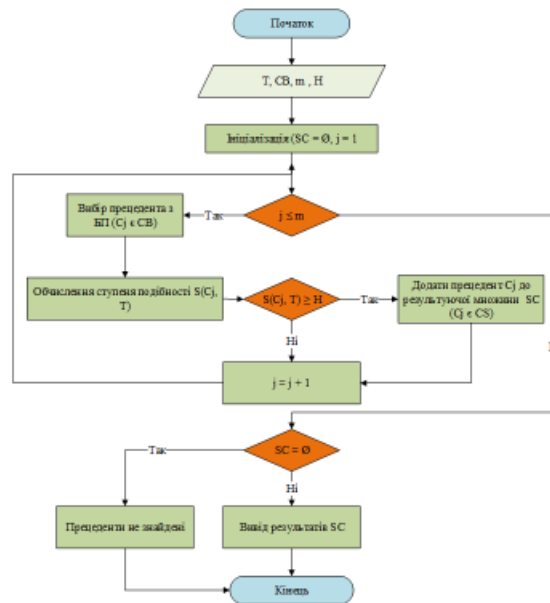 Початок
T, CB, m , H
Ініціалізація (SC = Ø, j = 1
Вибір прецедента з
БП (Cj є CB)
Так
j ≤ m
Обчислення ступеня подібності S(Cj,
T)
S(Cj, T) ≥ H
Так
Додати прецедент Cj до
результуючої множини SC
(Cj є CS)
Ні
j = j + 1
SC = Ø
Так
Ні
Прецеденти не знайдені
Вивід результатів SC
Кінець